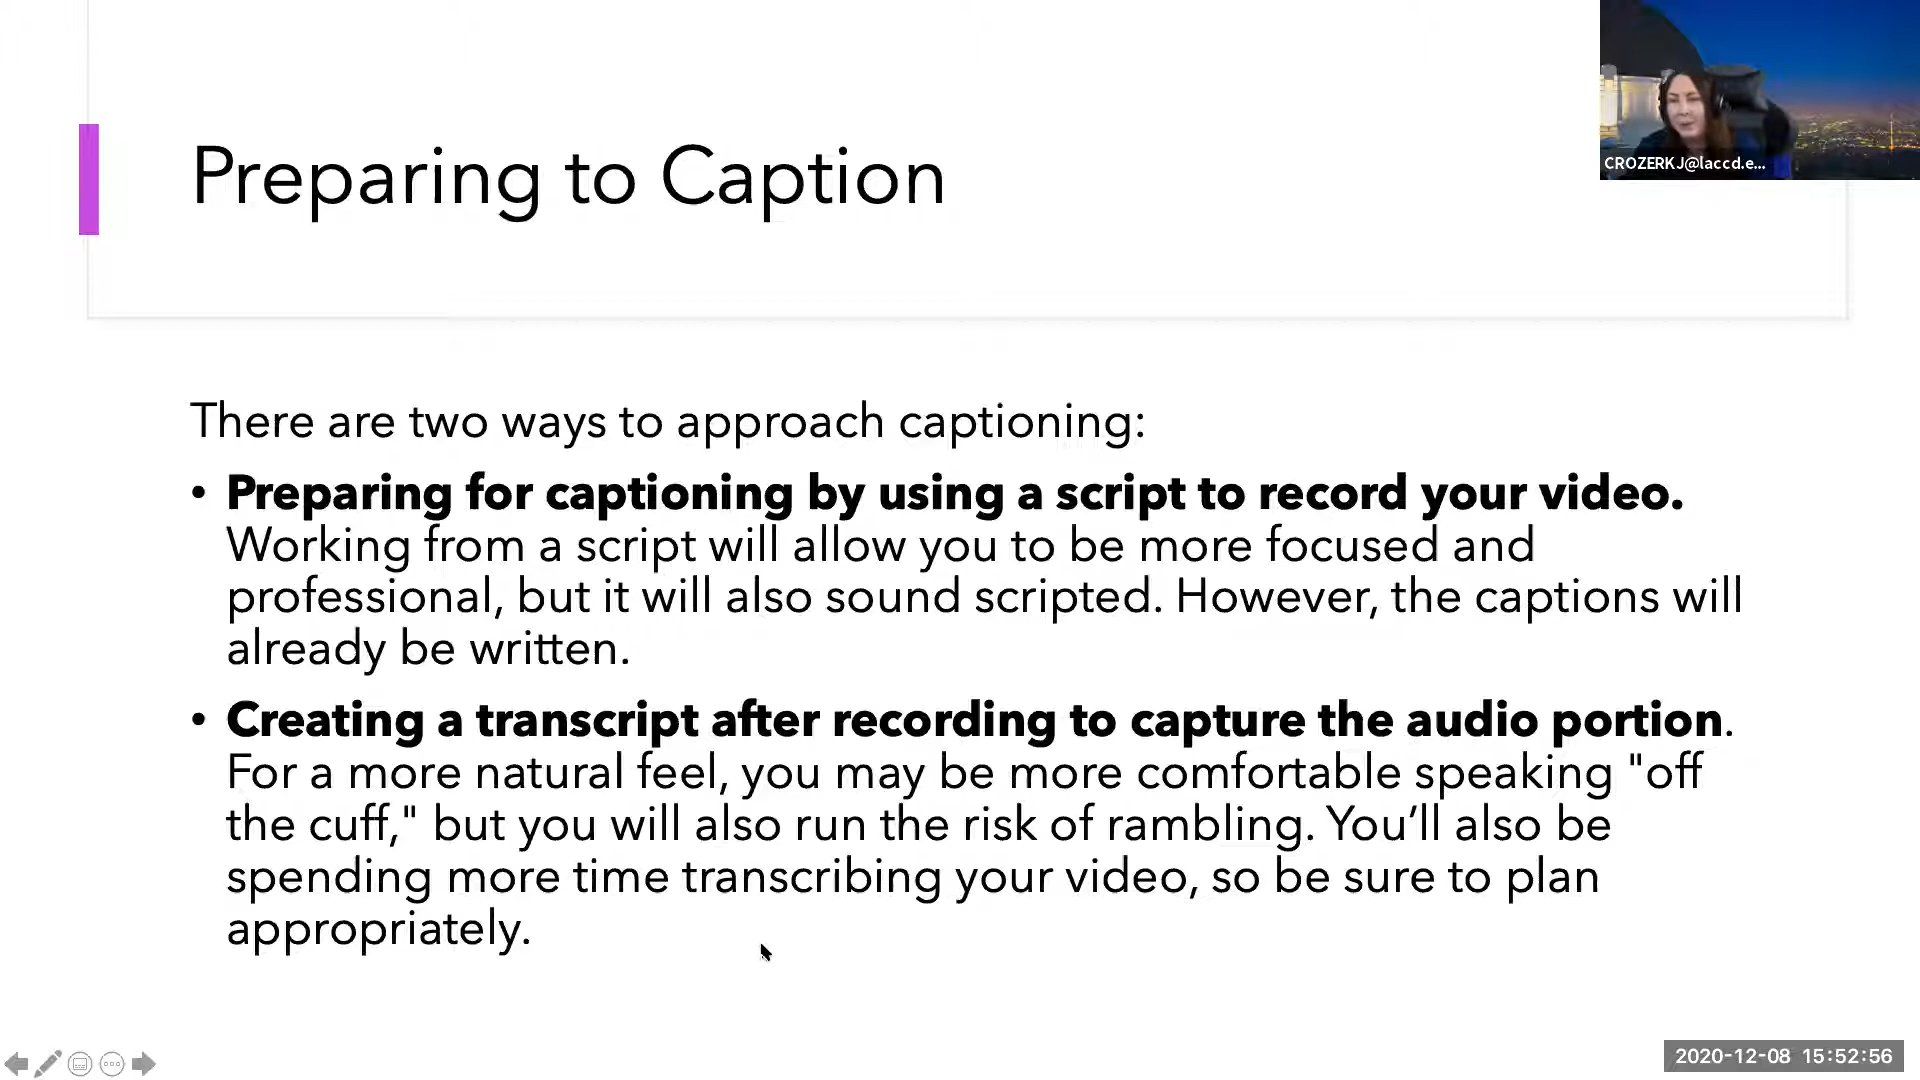 Preparing to Caption
CROZERKJ@laccd.e...
There are two ways to approach captioning:
• Preparing for captioning by using a script to record your video.
Working from a script will allow you to be more focused and
professional, but it will also sound scripted. However, the captions will
already be written.
• Creating a transcript after recording to capture the audio portion.
For a more natural feel, you may be more comfortable speaking "off
the cuff," but you will also run the risk of rambling. You’ll also be
spending more time transcribing your video, so be sure to plan
appropriately.
2020-12-08 15:52:56